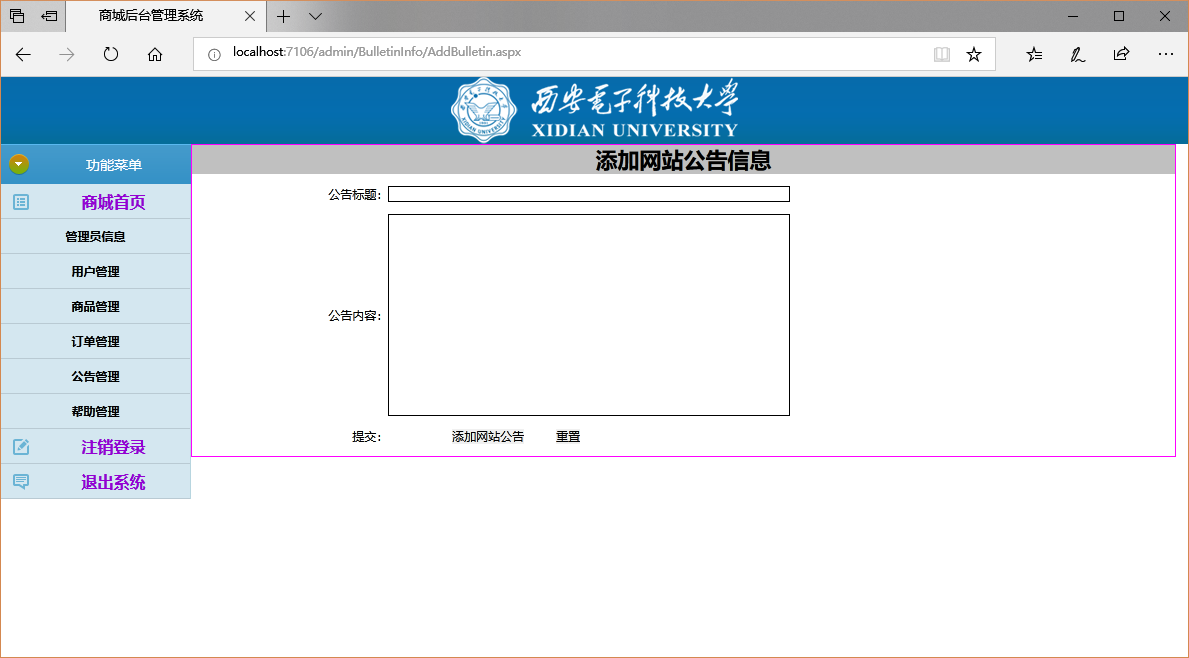 商城后台管理系统
localhost:7106/admin/BulletinInfo/AddBulletin.aspx
西安電子科技大學
XIDIAN UNIVERSITY
功能菜单
商城首页
管理员信息
用户管理
商品管理
订单管理
公告管理
帮助管理
注销登录
退出系统
添加网站公告信息
公告标题：
公告内容：
提交：
添加网站公告
重置